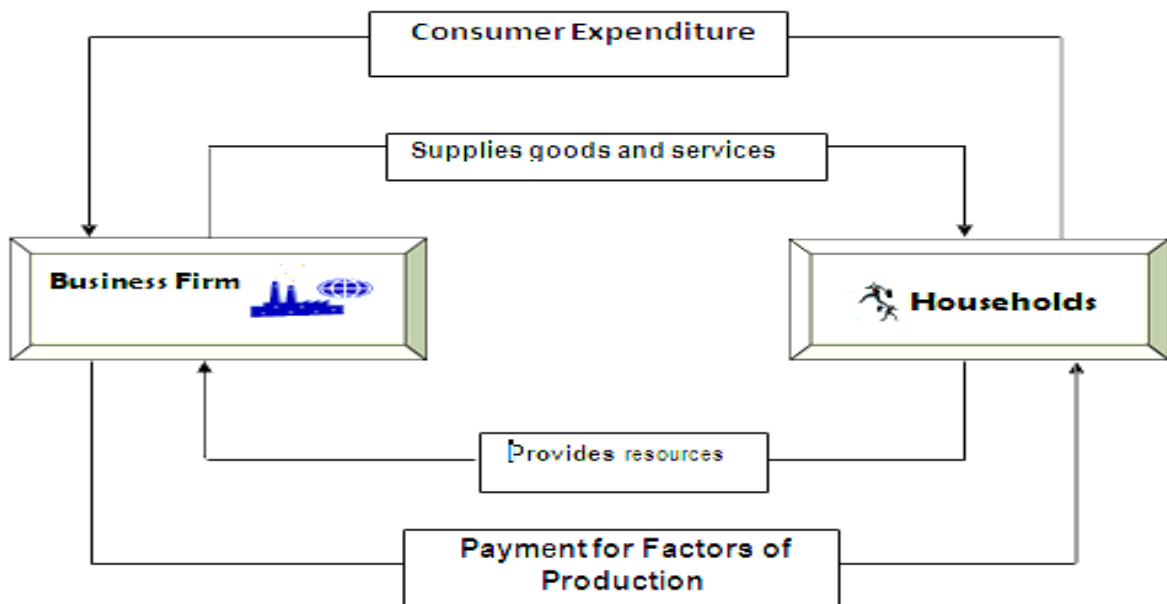 Consumer Expenditure
Supplies goods and services
Business Firm
Households
Provides resources
Payment for Factors of
Production